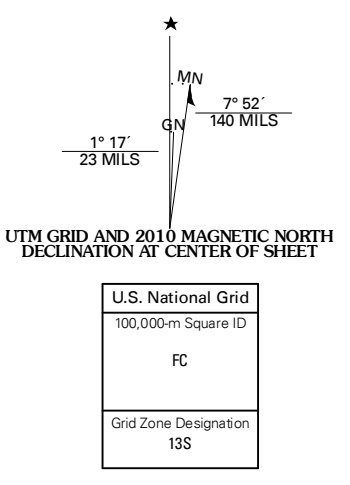 MN
7° 52´
140 MILS
GN
1° 17´
23 MILS
UTM GRID AND 2010 MAGNETIC NORTH
DECLINATION AT CENTER OF SHEET
U.S. National Grid
100,000-m Square ID
FC
Grid Zone Designation
13S